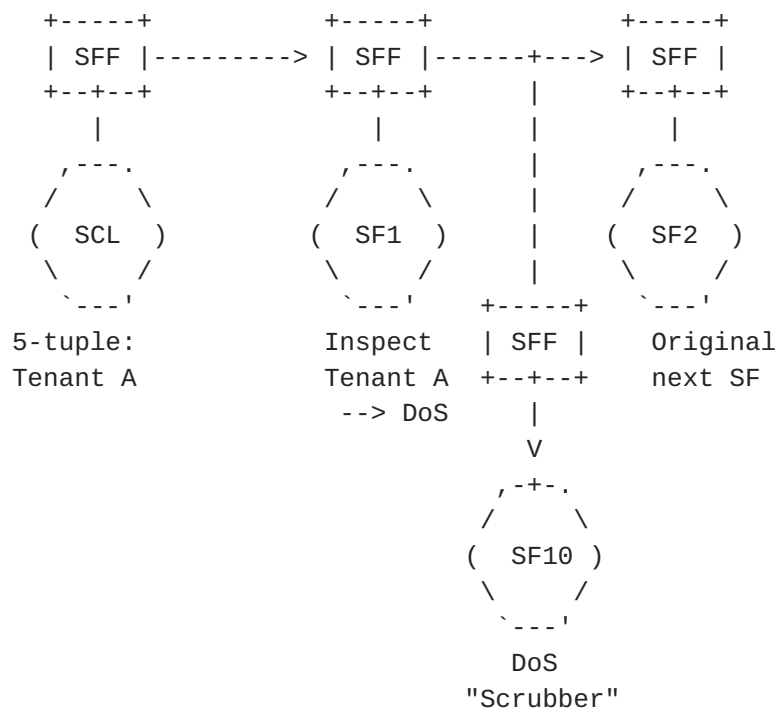 SFF SFF SFF
SCL SF1 SF2
5-tuple: Inspect SFF Original
Tenant A Tenant A next SF
--> DoS
SF10
DoS
"Scrubber"